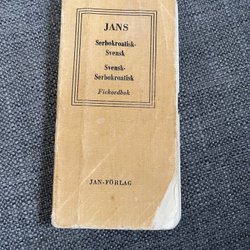 JANS
Serbokroatisk-
Svensk
Svensk-
Serbokroatisk
Fickordbok
JAN-FÖRLAG